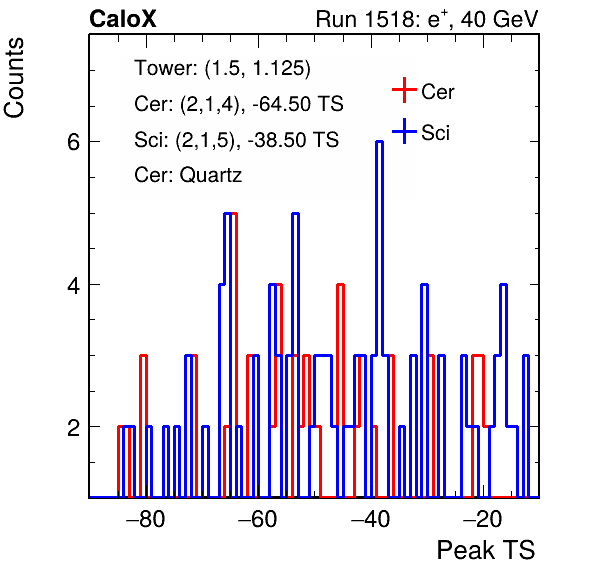 CaloX Run 1518: e⁺, 40 GeV
Counts
Tower: (1.5, 1.125)
Cer: (2,1,4), -64.50 TS
Sci: (2,1,5), -38.50 TS
Cer: Quartz
Cer
Sci
6
4
2
−80 −60 −40 −20
Peak TS